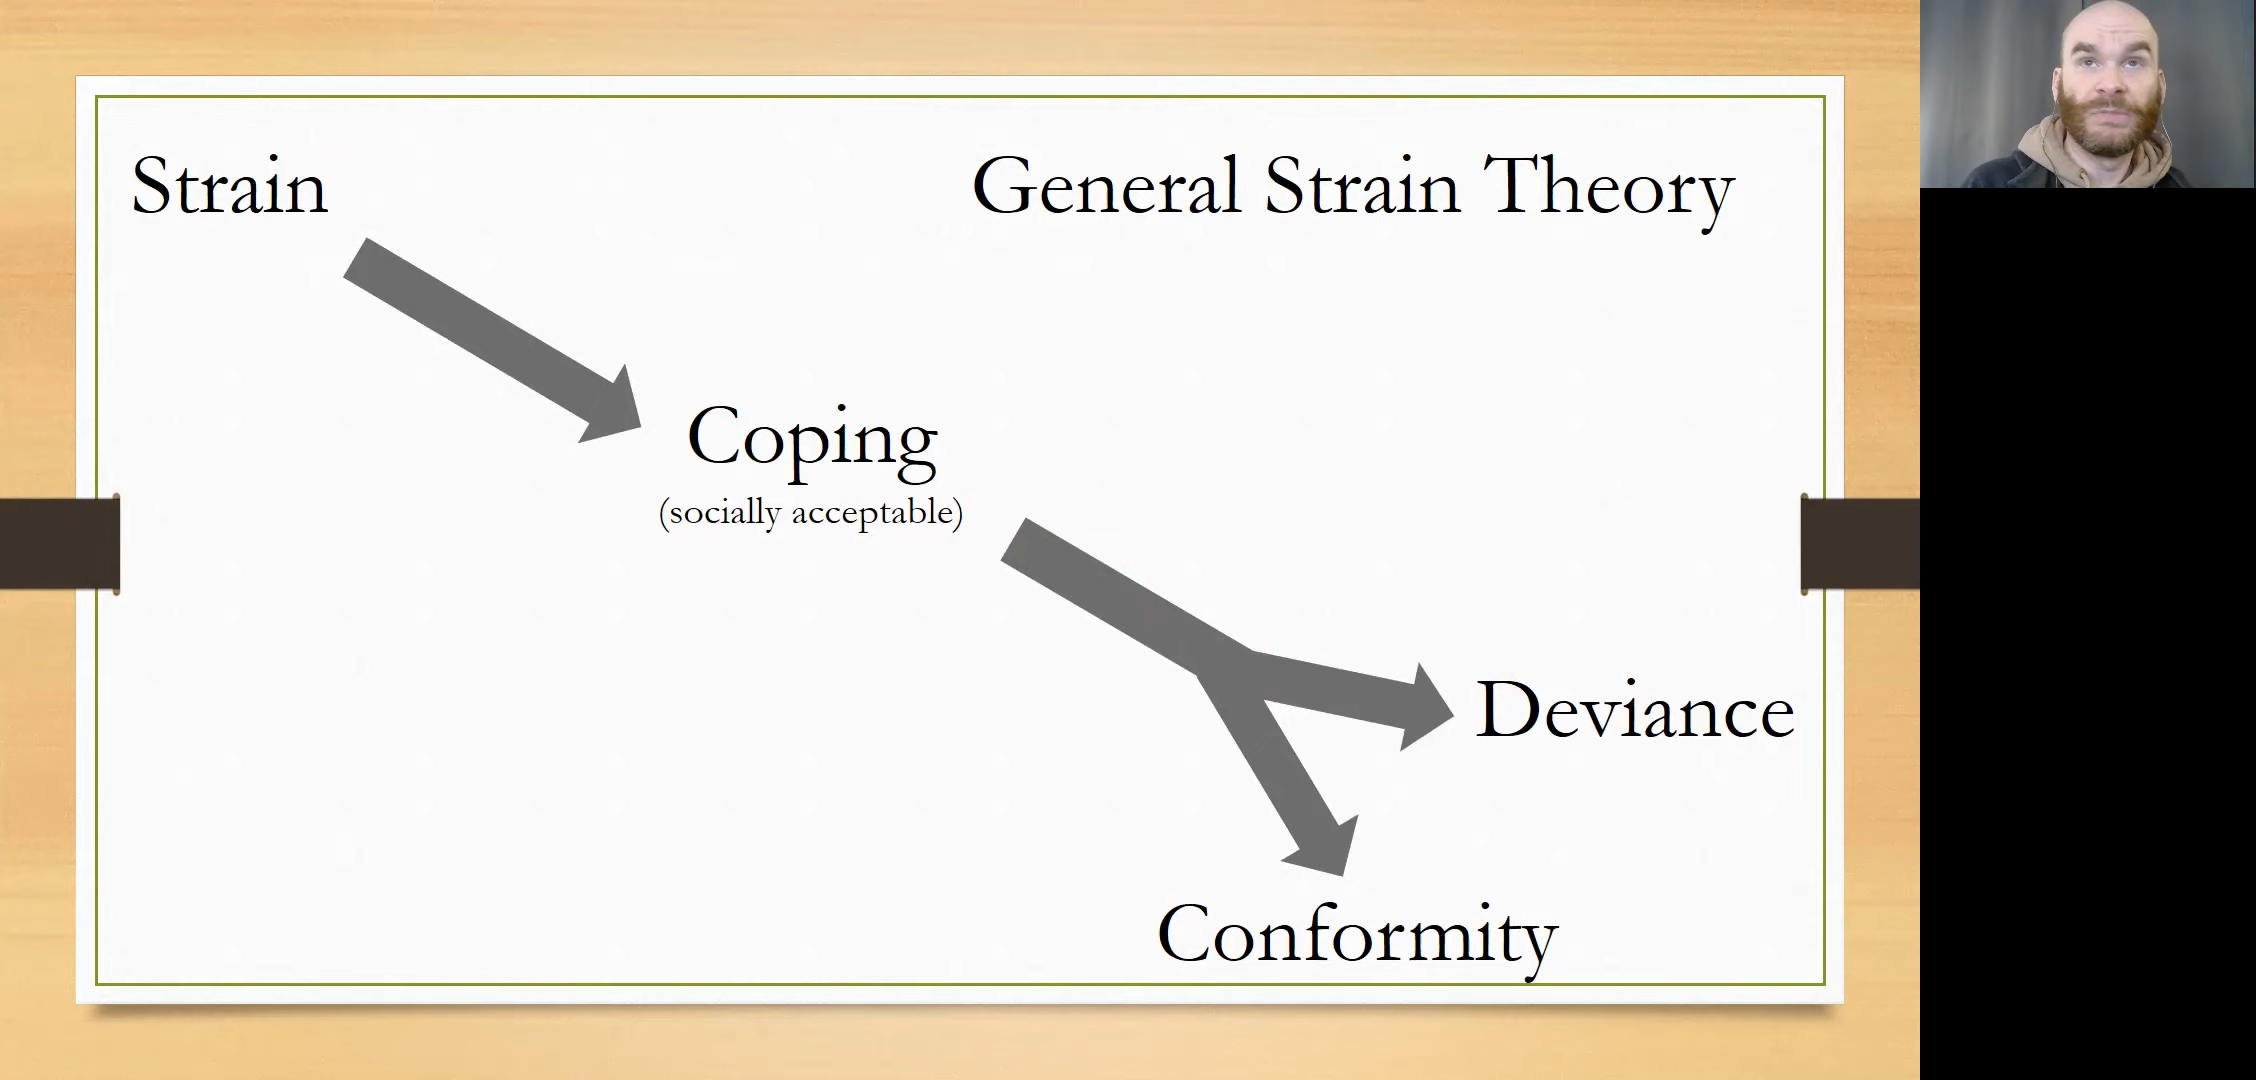 Strain
General Strain Theory
Coping
(socially acceptable)
Deviance
Conformity